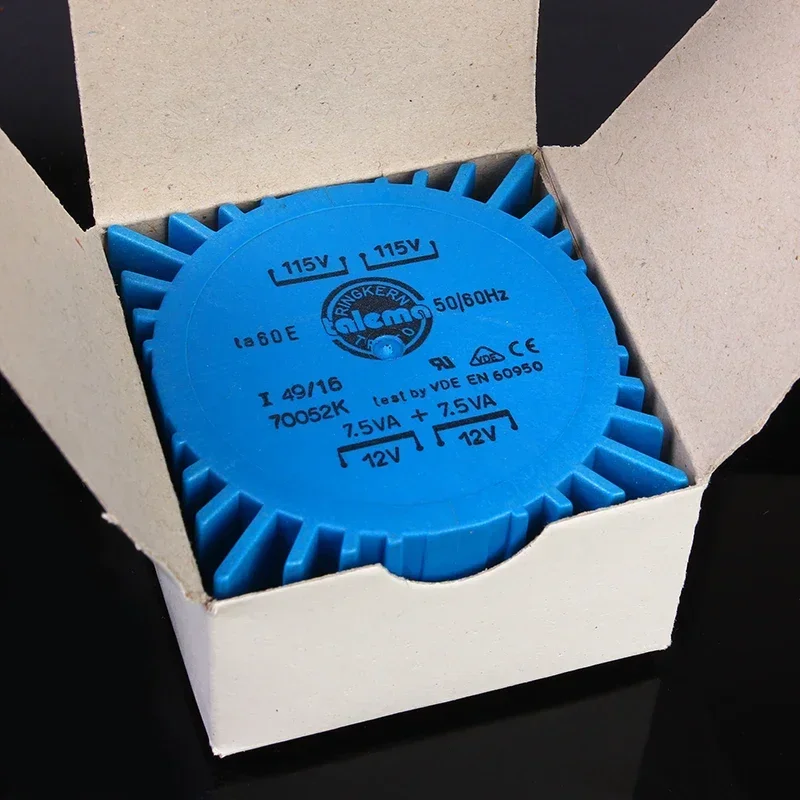 115V 115V
RINGKERN
talema
50/60Hz
ta60E
VDE CE
I 49/16
test by VDE EN 60950
70052K
7.5VA + 7.5VA
12V 12V